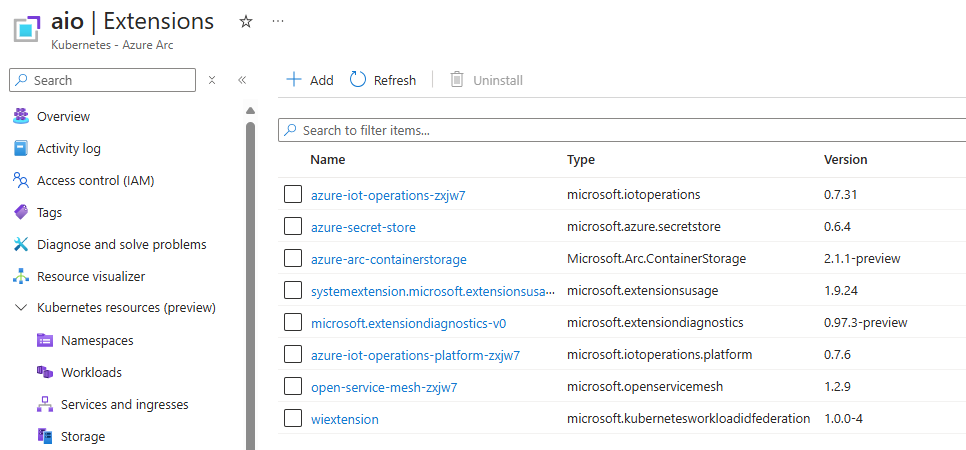 aio | Extensions
Kubernetes - Azure Arc
Search
Overview
Activity log
Access control (IAM)
Tags
Diagnose and solve problems
Resource visualizer
Kubernetes resources (preview)
Namespaces
Workloads
Services and ingresses
Storage
Add Refresh Uninstall
Search to filter items...
Name Type Version
azure-iot-operations-zxjw7 microsoft.iotoperations 0.7.31
azure-secret-store microsoft.azure.secretstore 0.6.4
azure-arc-containerstorage Microsoft.Arc.ContainerStorage 2.1.1-preview
systemextension.microsoft.extensionsusa... microsoft.extensionsusage 1.9.24
microsoft.extensiondiagnostics-v0 microsoft.extensiondiagnostics 0.97.3-preview
azure-iot-operations-platform-zxjw7 microsoft.iotoperations.platform 0.7.6
open-service-mesh-zxjw7 microsoft.openservicemesh 1.2.9
wiextension microsoft.kubernetesworkloadidfederation 1.0.0-4